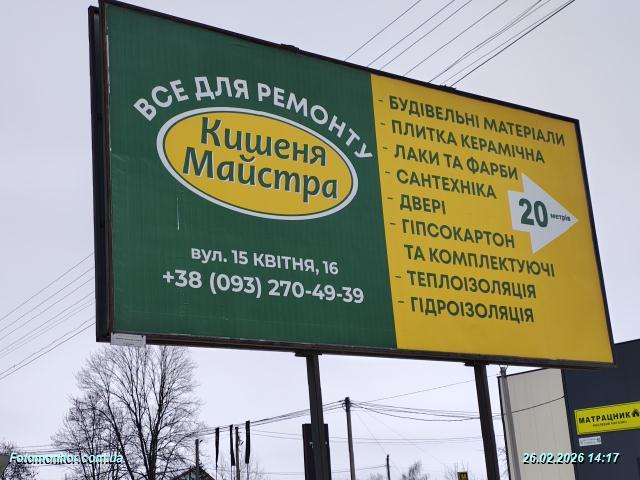 ВСЕ ДЛЯ РЕМОНТУ
Кишеня
Майстра
вул. 15 КВІТНЯ, 16
+38 (093) 270-49-39
- БУДІВЕЛЬНІ МАТЕРІАЛИ
- ПЛИТКА КЕРАМІЧНА
- ЛАКИ ТА ФАРБИ
- САНТЕХНІКА
- ДВЕРІ
- ГІПСОКАРТОН
ТА КОМПЛЕКТУЮЧІ
- ТЕПЛОІЗОЛЯЦІЯ
- ГІДРОІЗОЛЯЦІЯ
20 метрів
МАТРАЦНИК
Fotomonitor.com.ua
26.02.2026 14:17